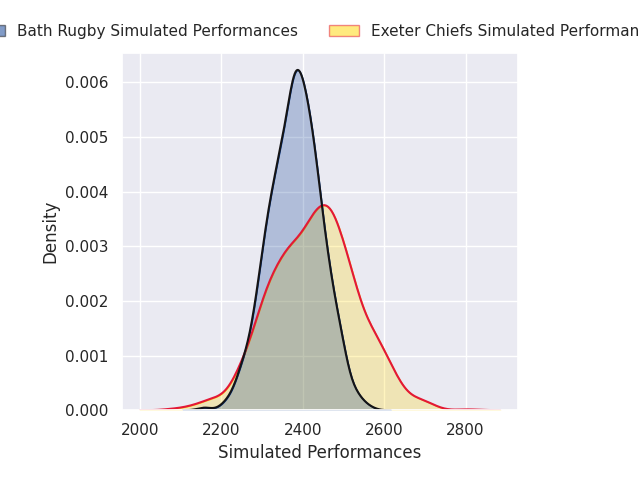 Bath Rugby Simulated Performances Exeter Chiefs Simulated
0.006
0.005
0.004
0.003
0.002
0.001
0.000
Density
2000 2200 2400 2600 2800
Simulated Performances